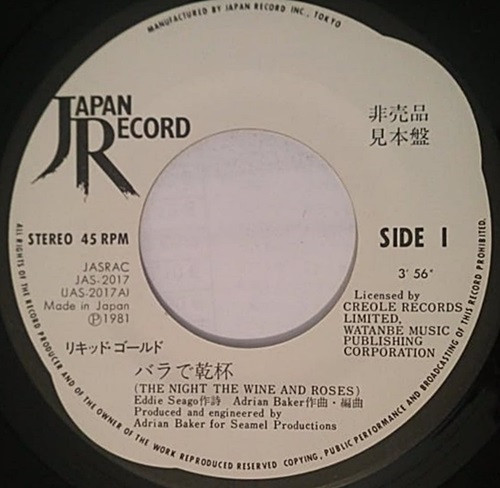 MANUFACTURED BY JAPAN RECORD INC., TOKYO
JAPAN
RECORD
非売品
見本盤
STEREO 45 RPM
SIDE 1
JASRAC
JAS-2017
(JAS-2017A)
Made in Japan
Ⓟ1981
3′56″
Licensed by
CREOLE RECORDS
LIMITED,
WATANBE MUSIC
PUBLISHING
CORPORATION
リキッド・ゴールド
バラで乾杯
(THE NIGHT THE WINE AND ROSES)
Eddie Seago作詩 Adrian Baker作曲・編曲
Produced and engineered by
Adrian Baker for Seamel Productions
ALL RIGHTS OF THE RECORD PRODUCER AND OF THE OWNER OF THE WORK REPRODUCED RESERVED COPYING, PUBLIC PERFORMANCE AND BROADCASTING OF THIS RECORD PROHIBITED.